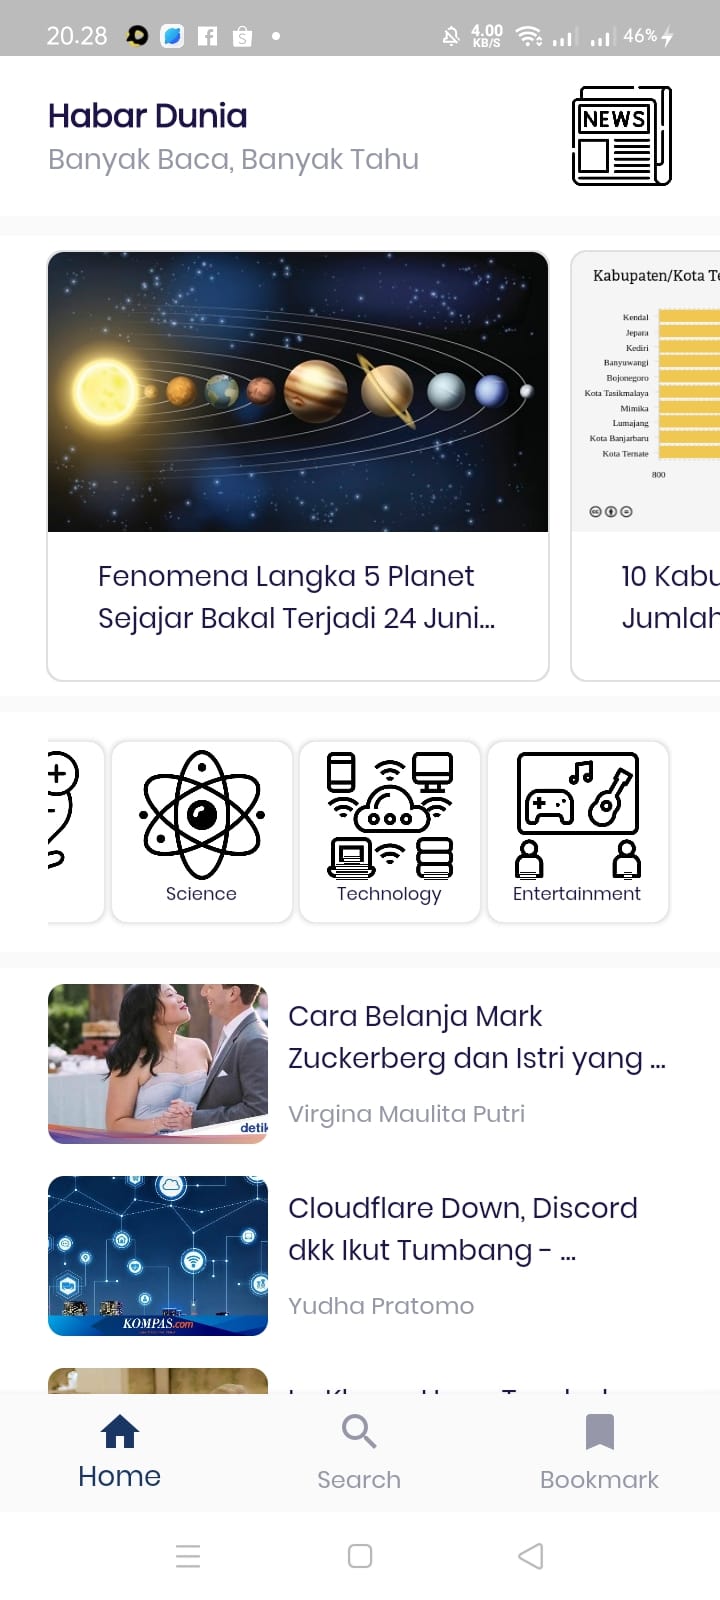 20.28
4.00
KB/S
46%
Habar Dunia
Banyak Baca, Banyak Tahu
NEWS
Kabupaten/Kota Te
Kendal
Jepara
Kediri
Banyuwangi
Bojonegoro
Kota Tasikmalaya
Mimika
Lumajang
Kota Banjarbaru
Kota Ternate
800
Fenomena Langka 5 Planet
Sejajar Bakal Terjadi 24 Juni...
10 Kabu
Jumlah
Science
Technology
Entertainment
Cara Belanja Mark
Zuckerberg dan Istri yang ...
Virgina Maulita Putri
detik
Cloudflare Down, Discord
dkk Ikut Tumbang - ...
Yudha Pratomo
KOMPAS.com
Home
Search
Bookmark